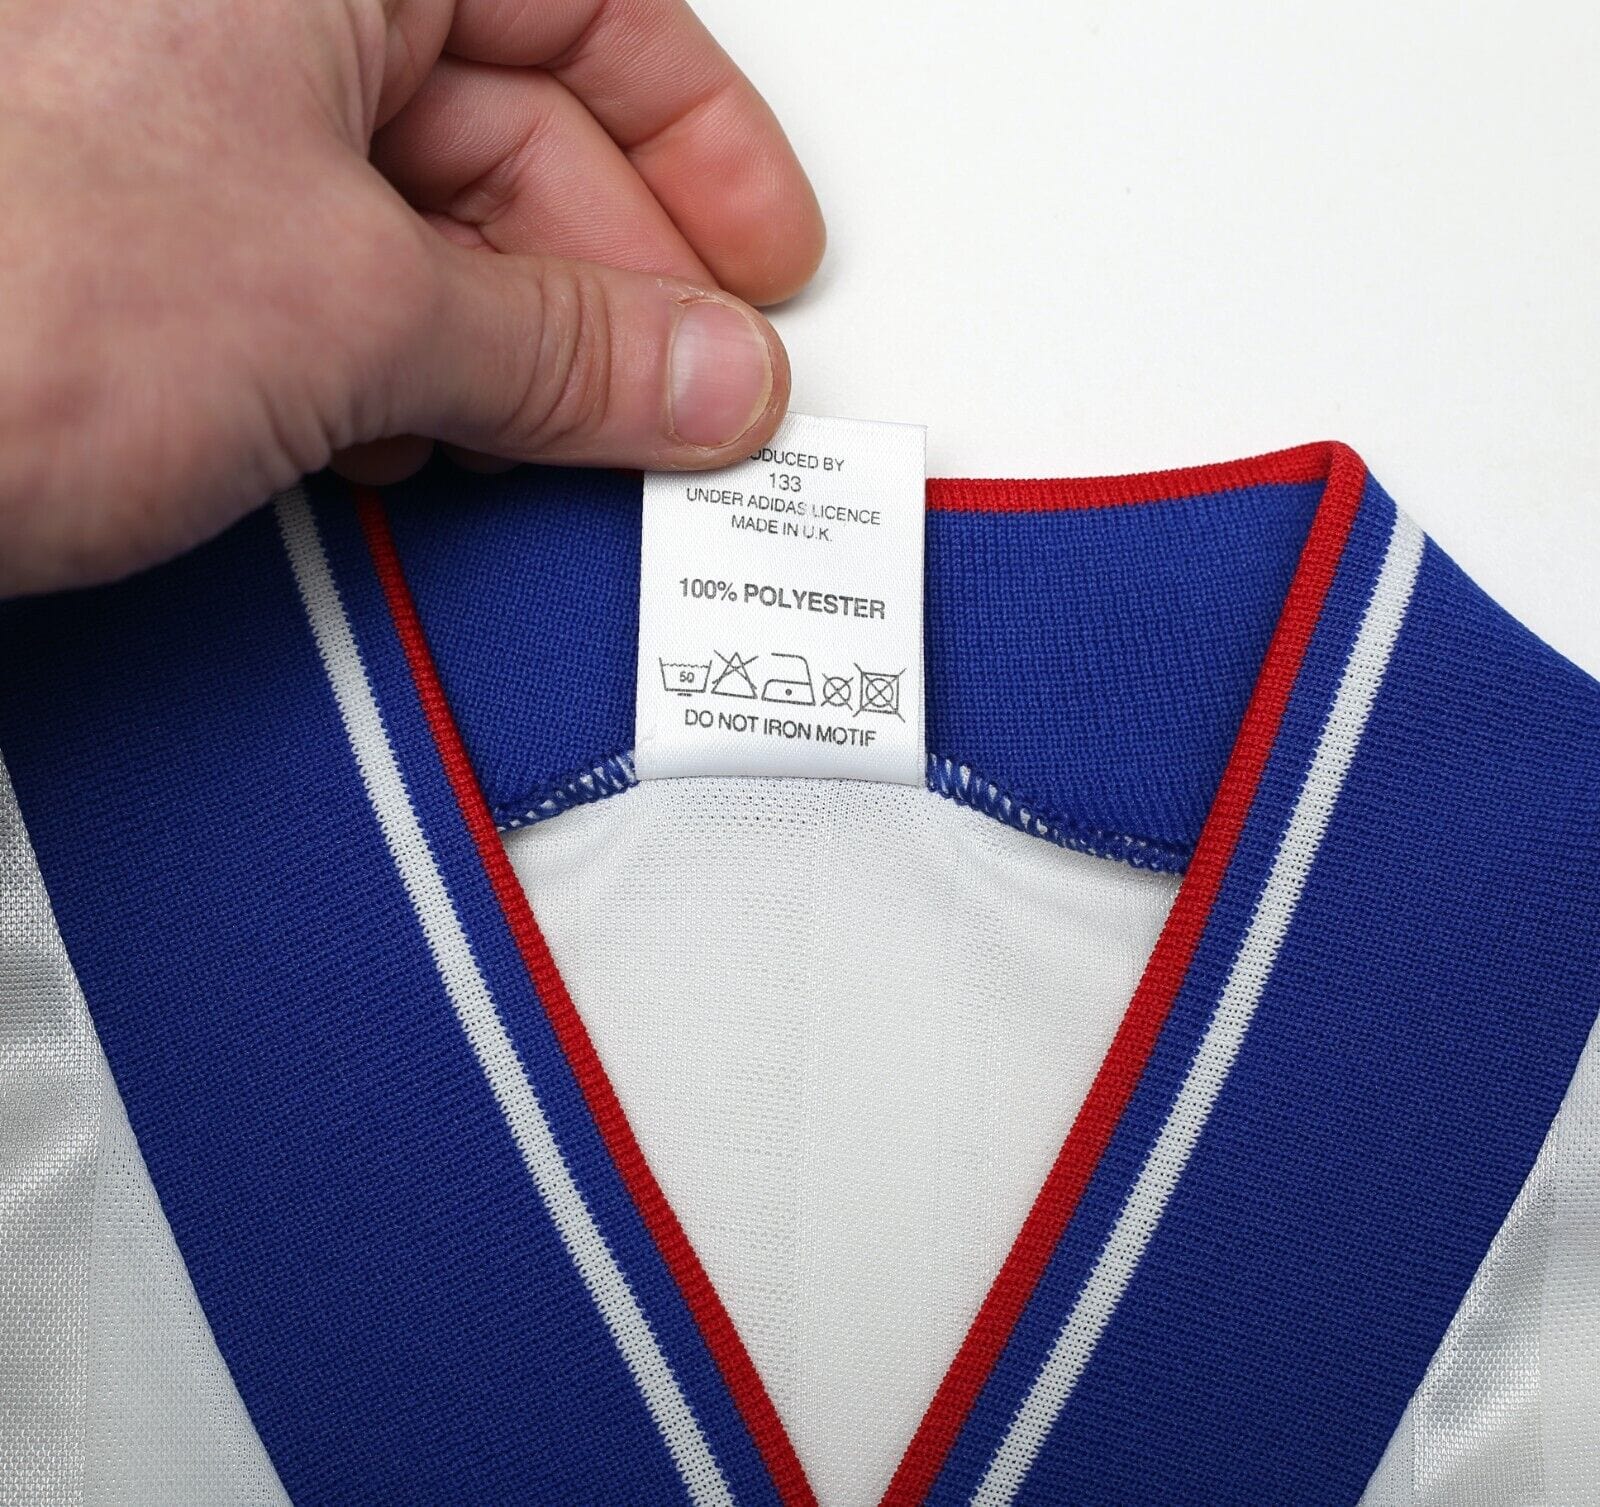 ODUCED BY
133
UNDER ADIDAS LICENCE
MADE IN U.K.
100% POLYESTER
50
DO NOT IRON MOTIF